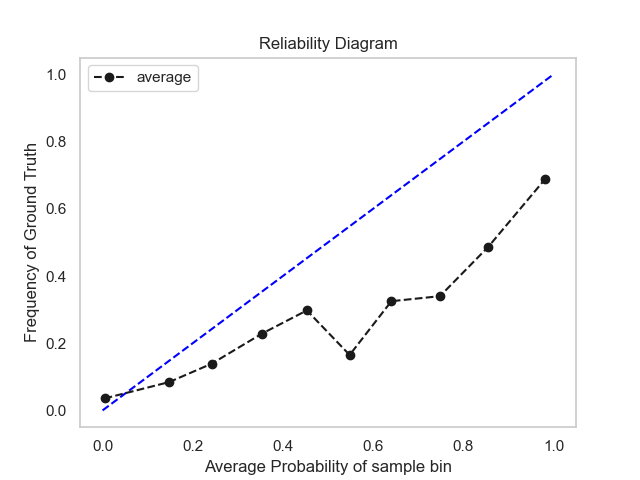 Reliability Diagram
average
Frequency of Ground Truth
1.0
0.8
0.6
0.4
0.2
0.0
0.0 0.2 0.4 0.6 0.8 1.0
Average Probability of sample bin